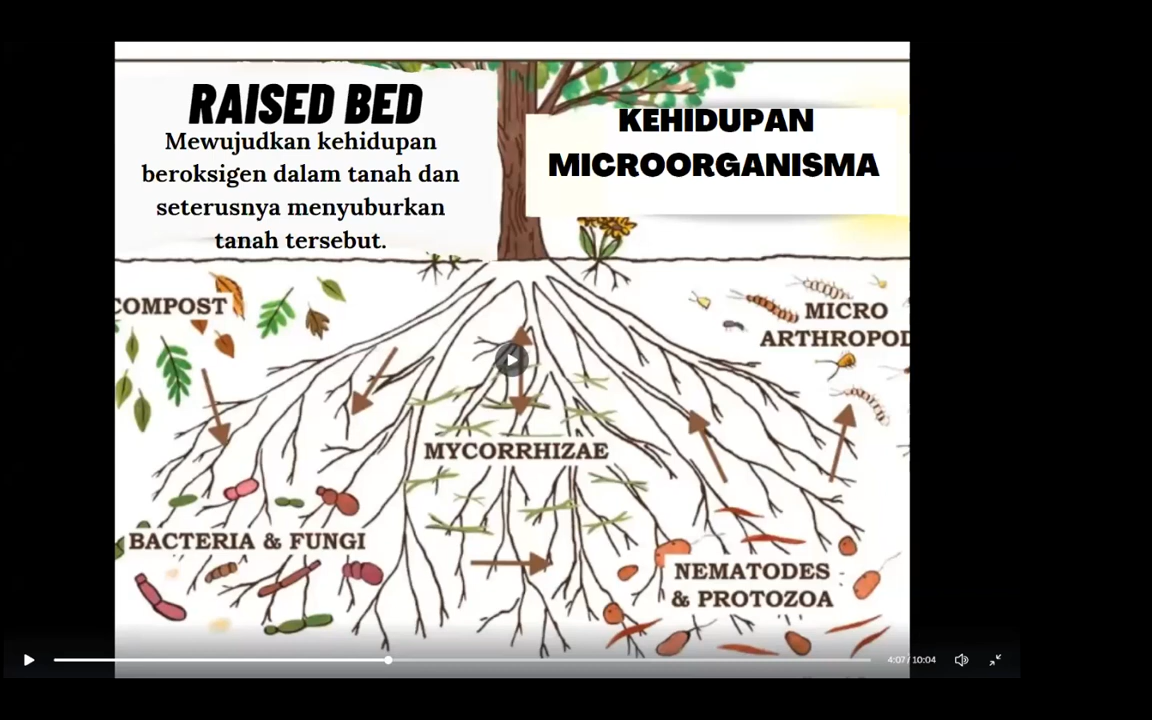 RAISED BED
Mewujudkan kehidupan
beroksigen dalam tanah dan
seterusnya menyuburkan
tanah tersebut.
KEHIDUPAN
MICROORGANISMA
COMPOST
MICRO
ARTHROPOD
MYCORRHIZAE
BACTERIA & FUNGI
NEMATODES
& PROTOZOA
4:07/10:04